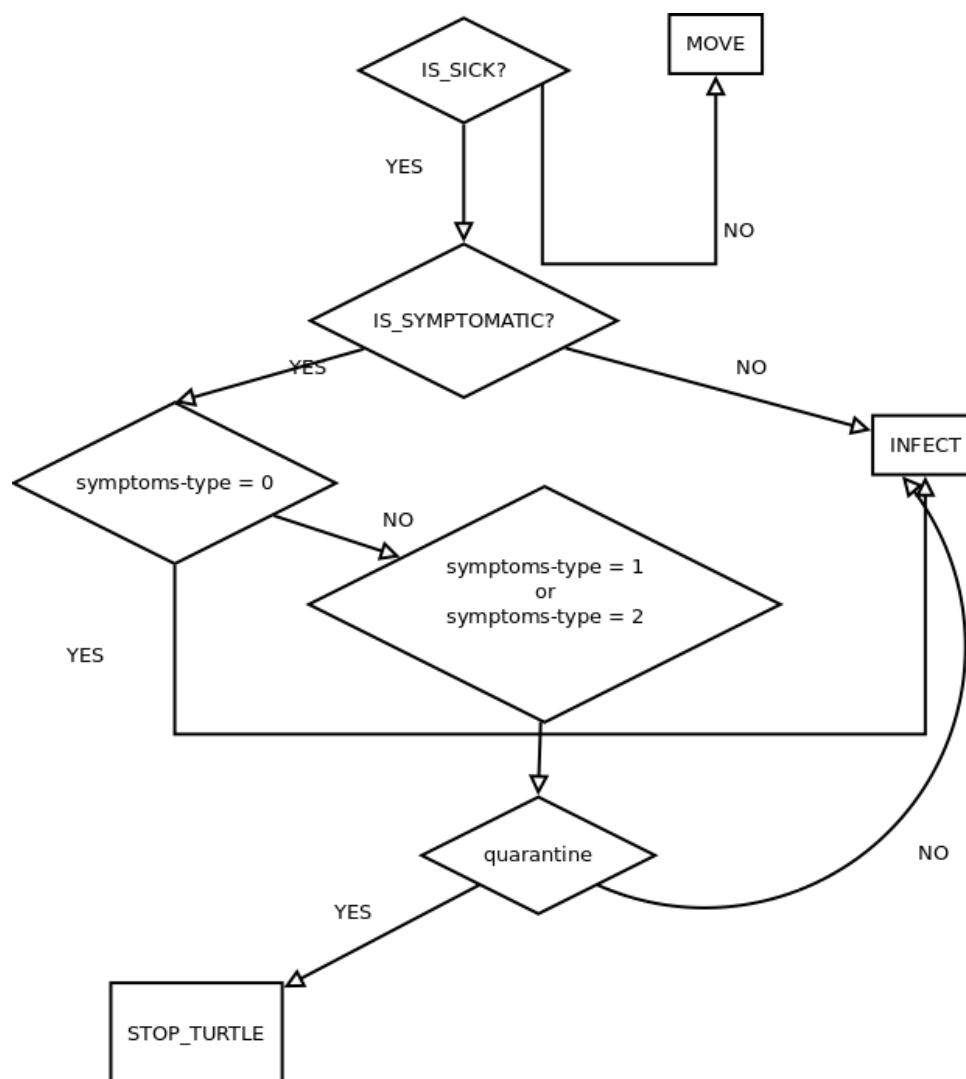 IS_SICK?
MOVE
YES
NO
IS_SYMPTOMATIC?
YES
NO
INFECT
symptoms-type = 0
NO
symptoms-type = 1
or
symptoms-type = 2
YES
quarantine
NO
YES
STOP_TURTLE